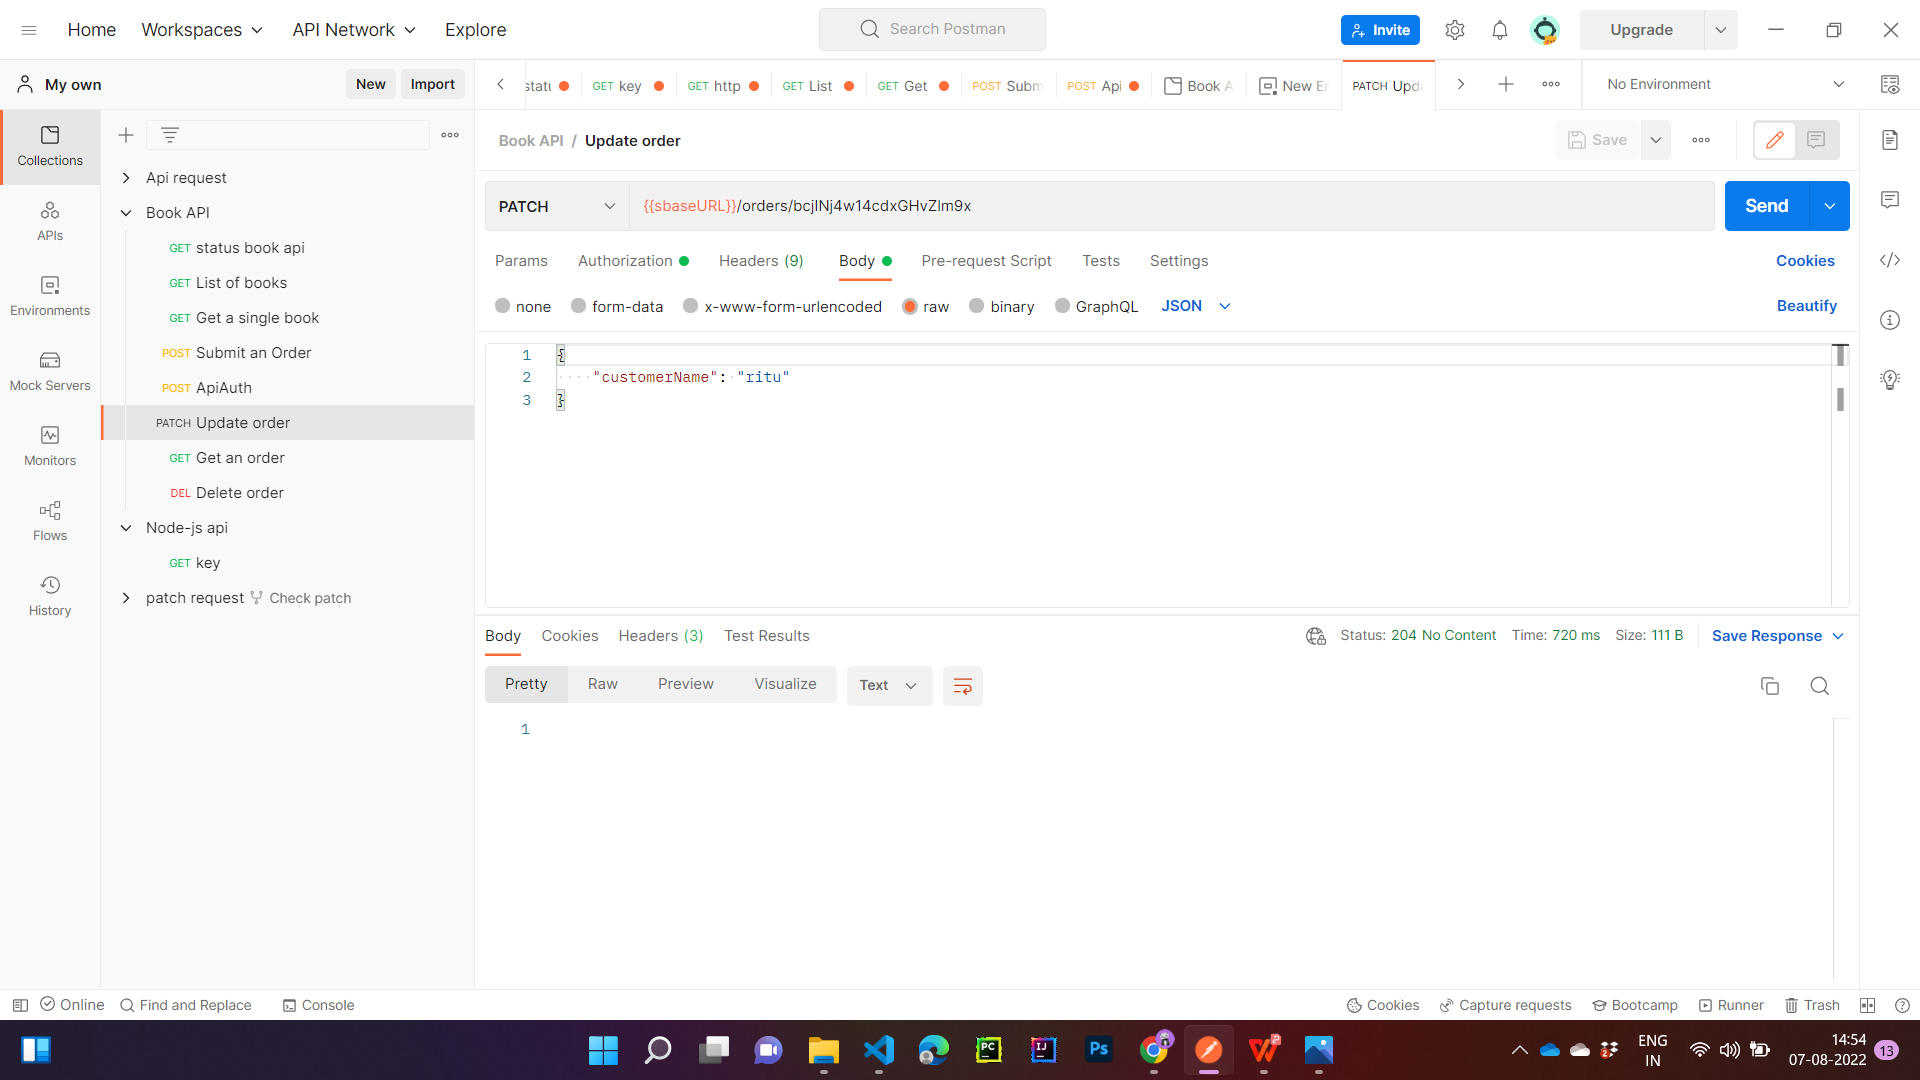 Home Workspaces API Network Explore Search Postman Invite Upgrade
My own New Import
GET key GET http GET List GET Get POST Subm POST Api Book A New En PATCH Upda No Environment
Collections
APIs
Environments
Mock Servers
Monitors
Flows
History
Api request
Book API
GET status book api
GET List of books
GET Get a single book
POST Submit an Order
POST ApiAuth
PATCH Update order
GET Get an order
DEL Delete order
Node-js api
GET key
patch request Check patch
Book API / Update order Save
PATCH {{sbaseURL}}/orders/bcjINj4w14cdxGHvZIm9x Send
Params Authorization Headers (9) Body Pre-request Script Tests Settings Cookies
none form-data x-www-form-urlencoded raw binary GraphQL JSON Beautify
1 {
2 "customerName": "ritu"
3 }
Body Cookies Headers (3) Test Results Status: 204 No Content Time: 720 ms Size: 111 B Save Response
Pretty Raw Preview Visualize Text
1
Online Find and Replace Console Cookies Capture requests Bootcamp Runner Trash
PC IJ Ps
ENG
IN
14:54
07-08-2022
13